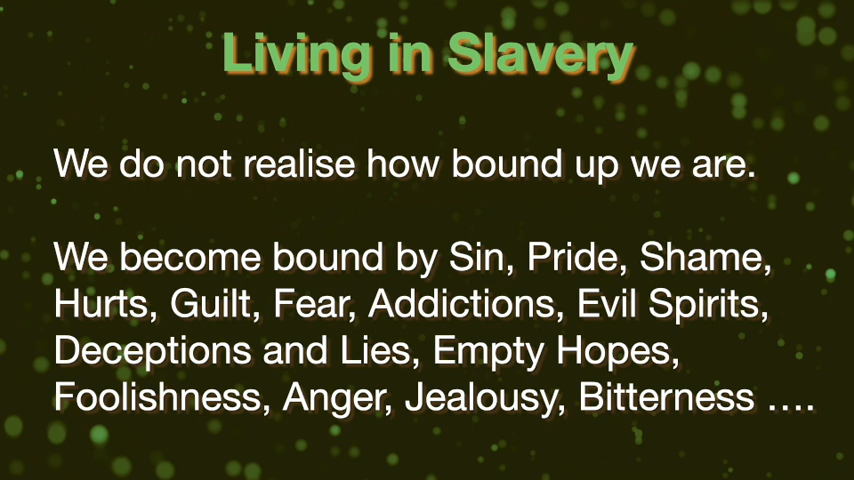 Living in Slavery
We do not realise how bound up we are.
We become bound by Sin, Pride, Shame,
Hurts, Guilt, Fear, Addictions, Evil Spirits,
Deceptions and Lies, Empty Hopes,
Foolishness, Anger, Jealousy, Bitterness ….